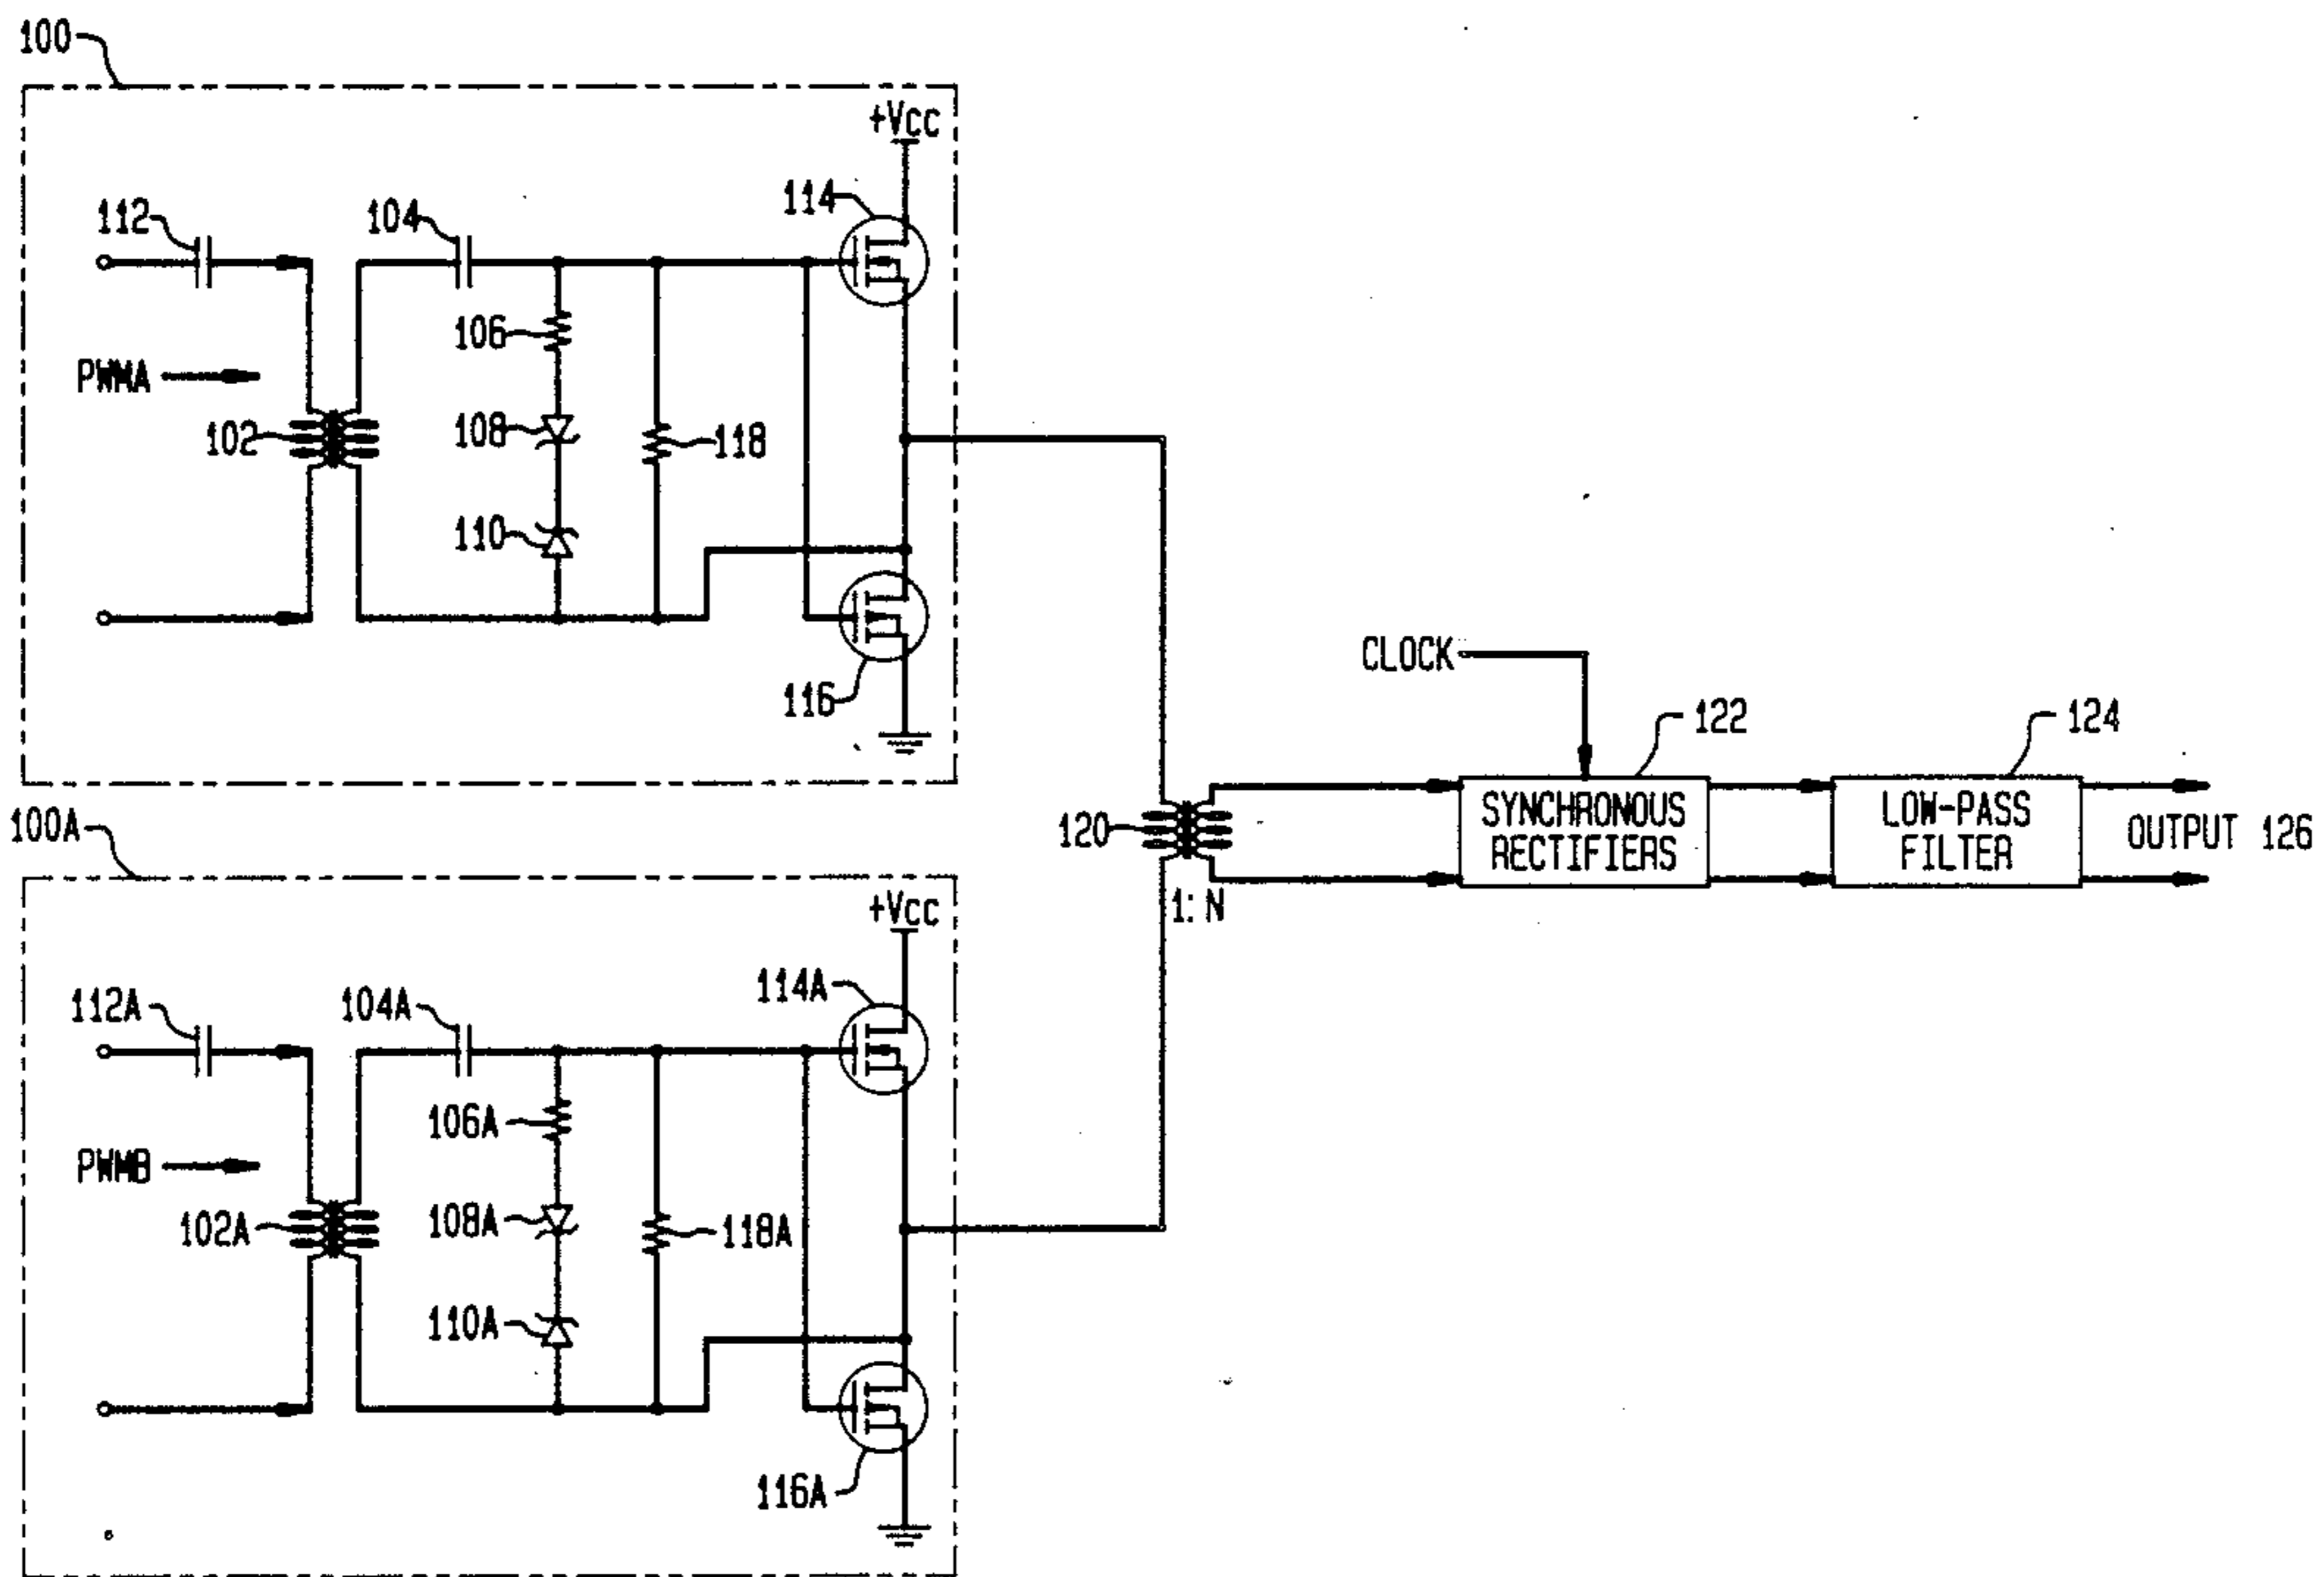 100
+VCC
114
112
104
106
PWMA
108
102
118
110
116
CLOCK
122
124
100A
120
SYNCHRONOUS
RECTIFIERS
LOW-PASS
FILTER
OUTPUT 126
1: N
+VCC
114A
112A
104A
106A
PWMB
108A
102A
118A
110A
116A